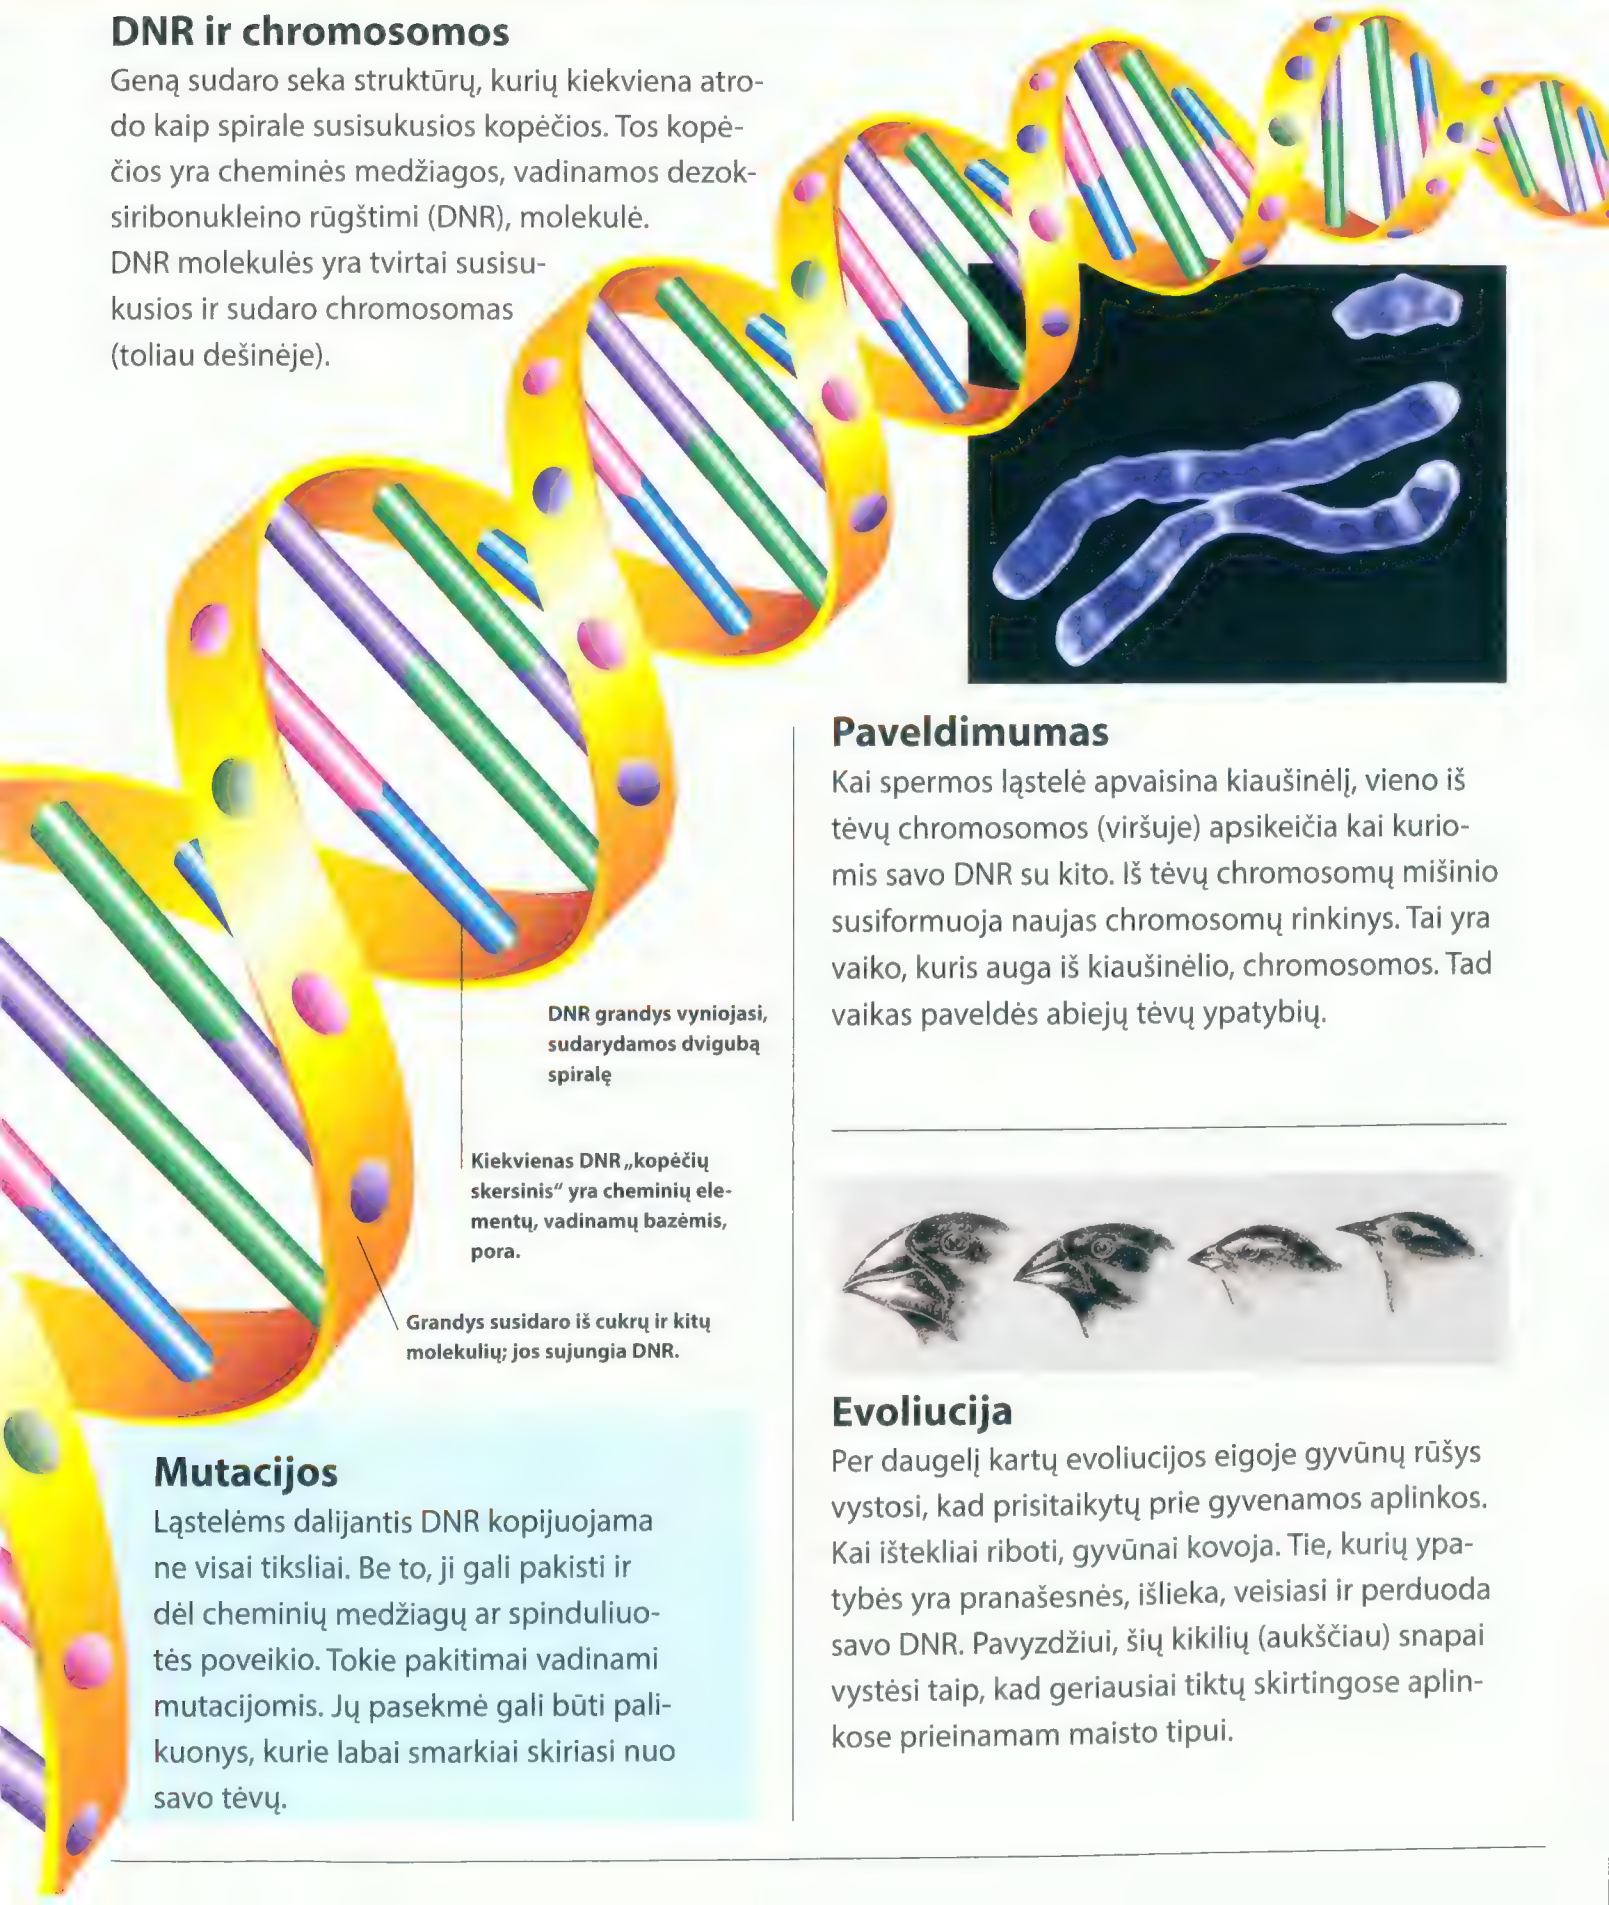 DNR ir chromosomos
Geną sudaro seka struktūrų, kurių kiekviena atro-
do kaip spirale susisukusios kopėčios. Tos kopė-
čios yra cheminės medžiagos, vadinamos dezok-
siribonukleino rūgštimi (DNR), molekulė.
DNR molekulės yra tvirtai susisu-
kusios ir sudaro chromosomas
(toliau dešinėje).
DNR grandys vyniojasi,
sudarydamos dvigubą
spiralę
Kiekvienas DNR „kopėčių
skersinis“ yra cheminių ele-
mentų, vadinamų bazėmis,
pora.
Grandys susidaro iš cukrų ir kitų
molekulių; jos sujungia DNR.
Mutacijos
Ląstelėms dalijantis DNR kopijuojama
ne visai tiksliai. Be to, ji gali pakisti ir
dėl cheminių medžiagų ar spinduliuo-
tės poveikio. Tokie pakitimai vadinami
mutacijomis. Jų pasekmė gali būti pali-
kuonys, kurie labai smarkiai skiriasi nuo
savo tėvų.
Paveldimumas
Kai spermos ląstelė apvaisina kiaušinėlį, vieno iš
tėvų chromosomos (viršuje) apsikeičia kai kurio-
mis savo DNR su kito. Iš tėvų chromosomų mišinio
susiformuoja naujas chromosomų rinkinys. Tai yra
vaiko, kuris auga iš kiaušinėlio, chromosomos. Tad
vaikas paveldės abiejų tėvų ypatybių.
Evoliucija
Per daugelį kartų evoliucijos eigoje gyvūnų rūšys
vystosi, kad prisitaikytų prie gyvenamos aplinkos.
Kai ištekliai riboti, gyvūnai kovoja. Tie, kurių ypa-
tybės yra pranašesnės, išlieka, veisiasi ir perduoda
savo DNR. Pavyzdžiui, šių kikilių (aukščiau) snapai
vystėsi taip, kad geriausiai tiktų skirtingose aplin-
kose prieinamam maisto tipui.